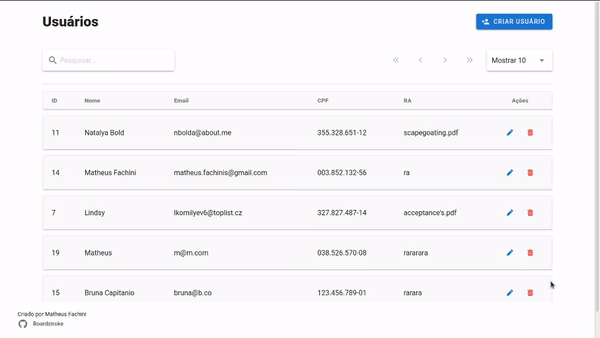 Usuários
CRIAR USUÁRIO
Pesquisar...
Mostrar 10
ID Nome Email CPF RA Ações
11 Natalya Bold nbolda@about.me 355.328.651-12 scapegoating.pdf
14 Matheus Fachini matheus.fachinis@gmail.com 003.852.132-56 ra
7 Lindsy lkornilyev6@toplist.cz 327.827.487-14 acceptance's.pdf
19 Matheus m@m.com 038.526.570-08 rararara
15 Bruna Capitanio bruna@b.co 123.456.789-01 rarara
Criado por Matheus Fachini
Boardstroke